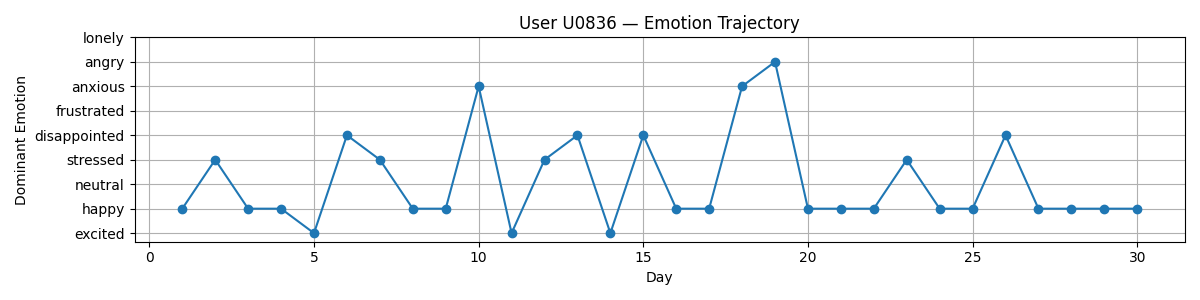 User U0836 — Emotion Trajectory
Dominant Emotion
lonely
angry
anxious
frustrated
disappointed
stressed
neutral
happy
excited
0 5 10 15 20 25 30
Day